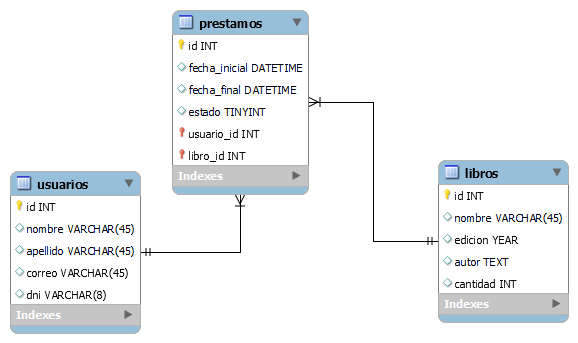 prestamos
id INT
fecha_inicial DATETIME
fecha_final DATETIME
estado TINYINT
usuario_id INT
libro_id INT
Indexes
usuarios
id INT
nombre VARCHAR(45)
apellido VARCHAR(45)
correo VARCHAR(45)
dni VARCHAR(8)
Indexes
libros
id INT
nombre VARCHAR(45)
edicion YEAR
autor TEXT
cantidad INT
Indexes